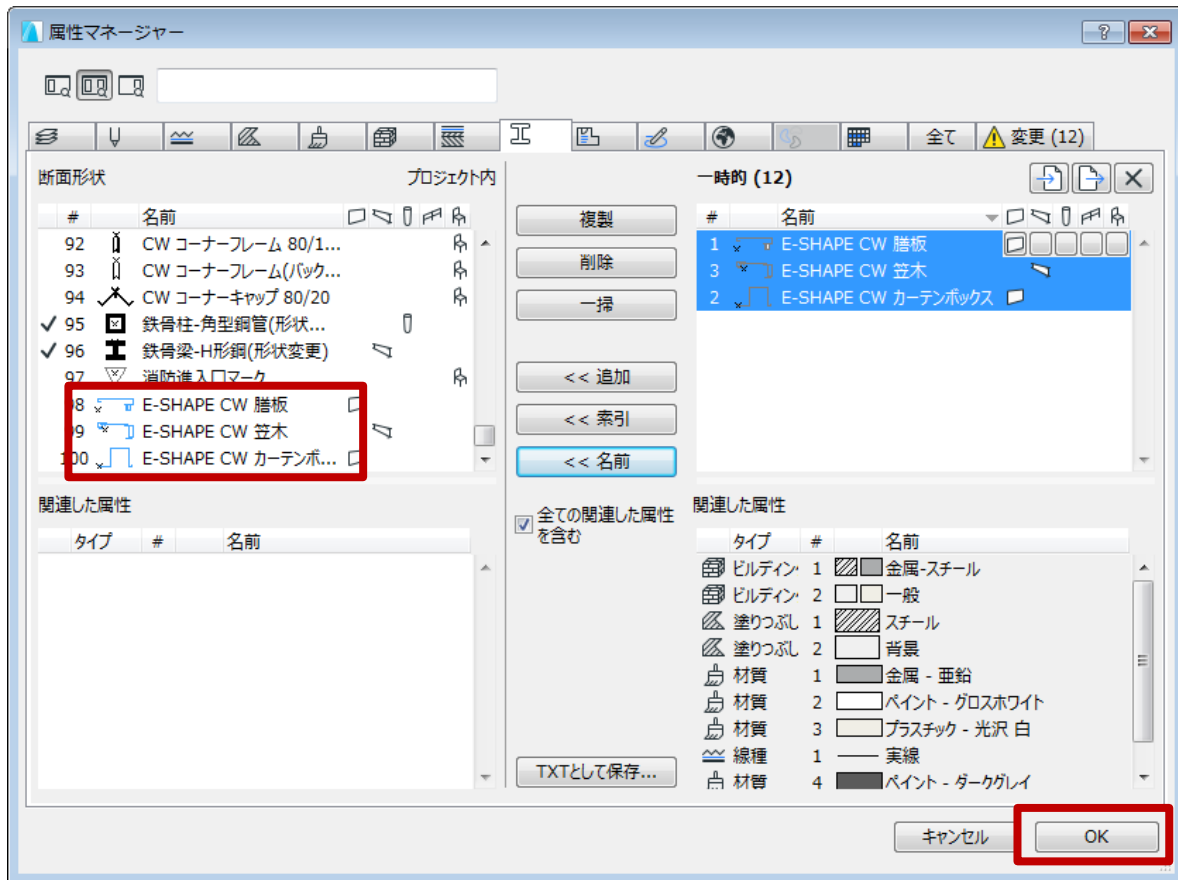 属性マネージャー
全て
変更 (12)
断面形状
プロジェクト内
# 名前
92 CW コーナーフレーム 80/1...
93 CW コーナーフレーム(バック...
94 CW コーナーキャップ 80/20
95 鉄骨柱-角型鋼管(形状...
96 鉄骨梁-H形鋼(形状変更)
97 消防進入口マーク
98 E-SHAPE CW 膳板
99 E-SHAPE CW 笠木
100 E-SHAPE CW カーテンボ...
関連した属性
タイプ # 名前
複製
削除
一掃
<< 追加
<< 索引
<< 名前
全ての関連した属性
を含む
TXTとして保存...
一時的 (12)
# 名前
1 E-SHAPE CW 膳板
3 E-SHAPE CW 笠木
2 E-SHAPE CW カーテンボックス
関連した属性
タイプ # 名前
ビルディン 1 金属-スチール
ビルディン 2 一般
塗りつぶし 1 スチール
塗りつぶし 2 背景
材質 1 金属 - 亜鉛
材質 2 ペイント - グロスホワイト
材質 3 プラスチック - 光沢 白
線種 1 実線
材質 4 ペイント - ダークグレイ
キャンセル
OK